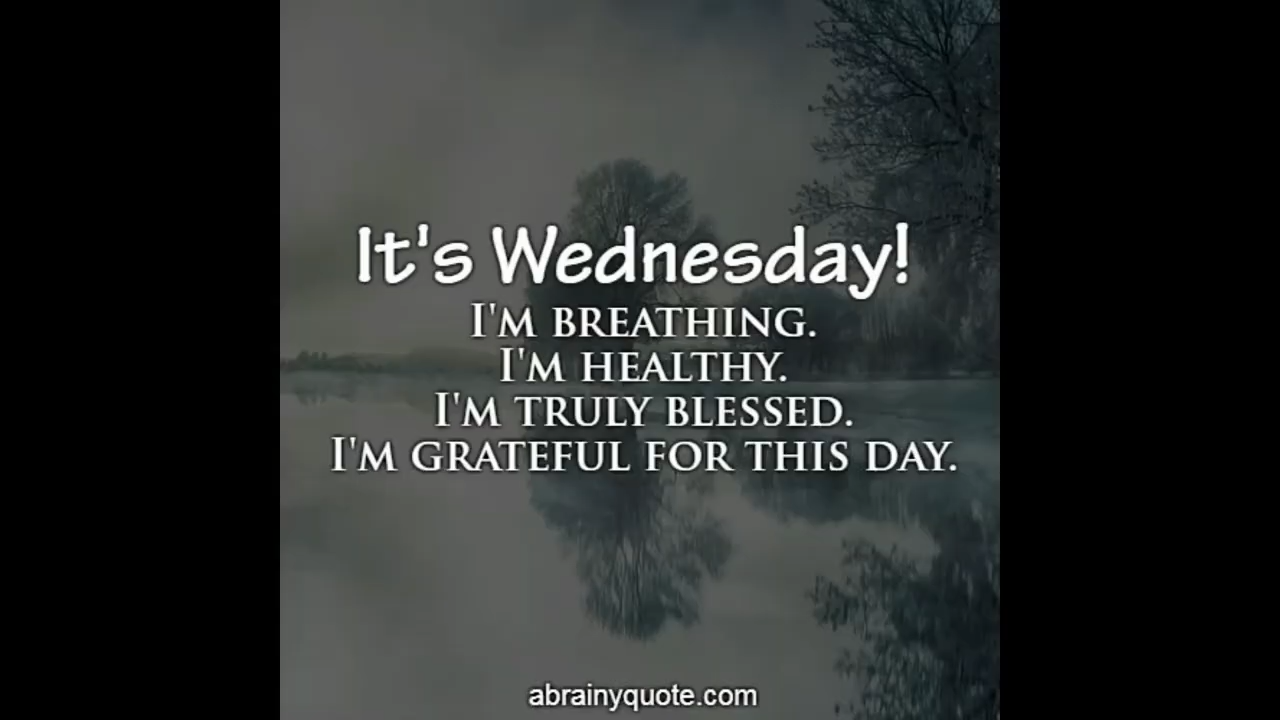 It's Wednesday!
I'M BREATHING.
I'M HEALTHY.
I'M TRULY BLESSED.
I'M GRATEFUL FOR THIS DAY.
abrainyquote.com